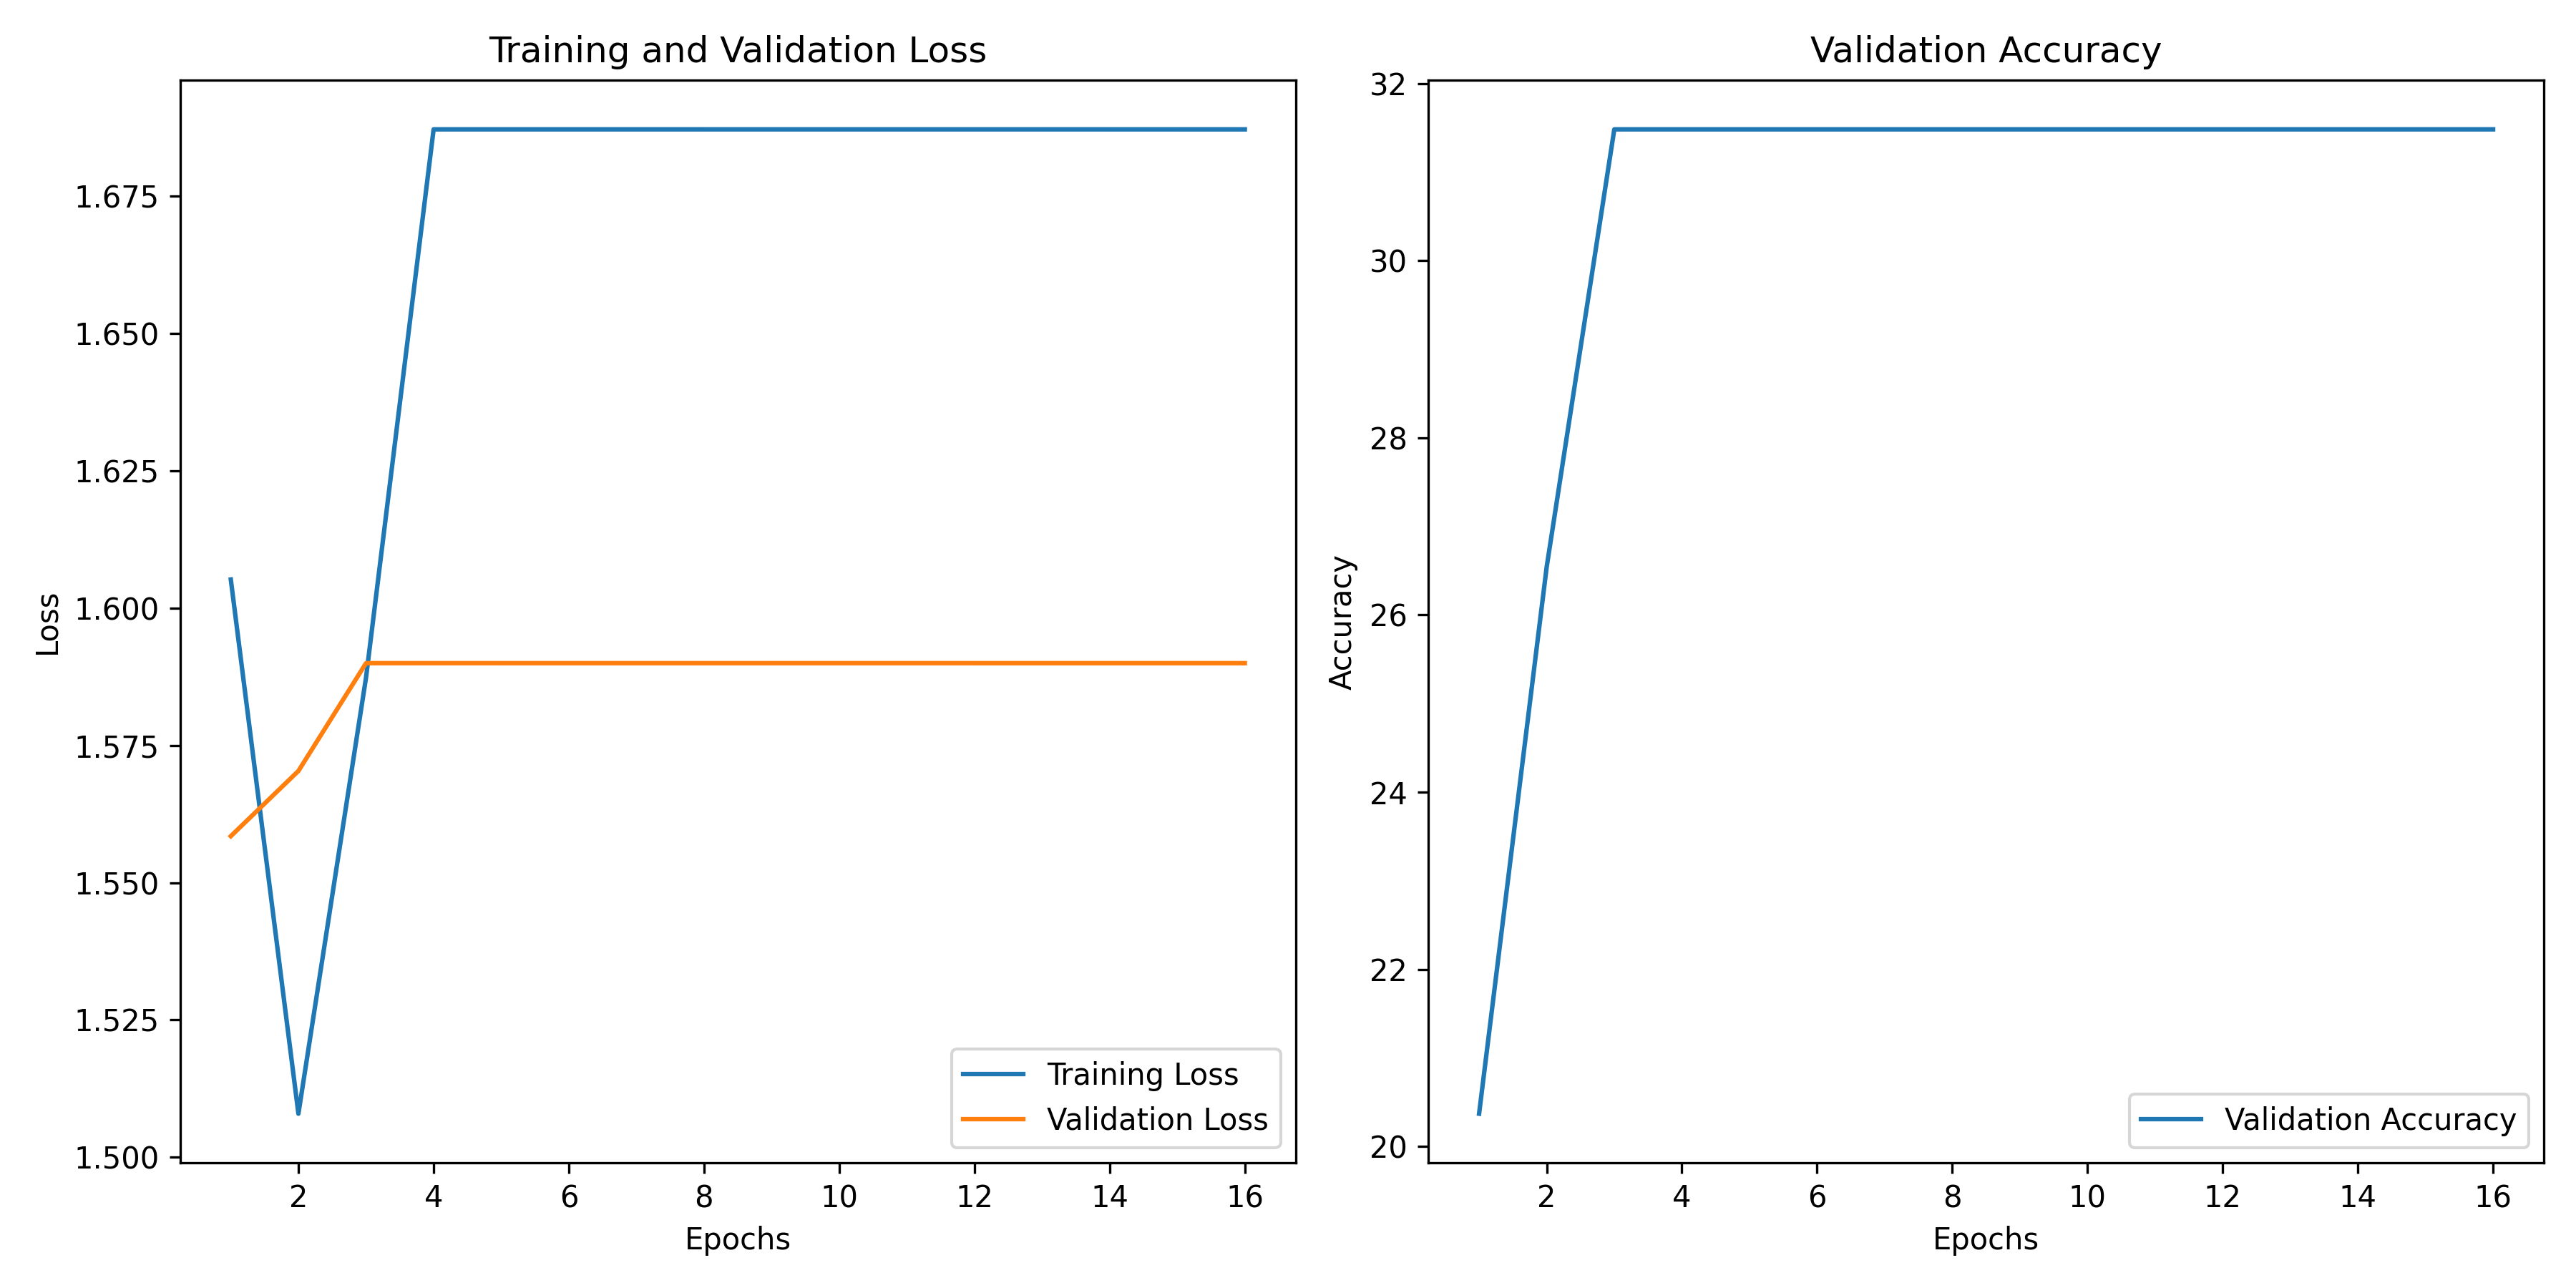 Training and Validation Loss
1.675
1.650
1.625
1.600
1.575
1.550
1.525
1.500
Loss
2 4 6 8 10 12 14 16
Epochs
Training Loss
Validation Loss
Validation Accuracy
32
30
28
26
24
22
20
Accuracy
2 4 6 8 10 12 14 16
Epochs
Validation Accuracy